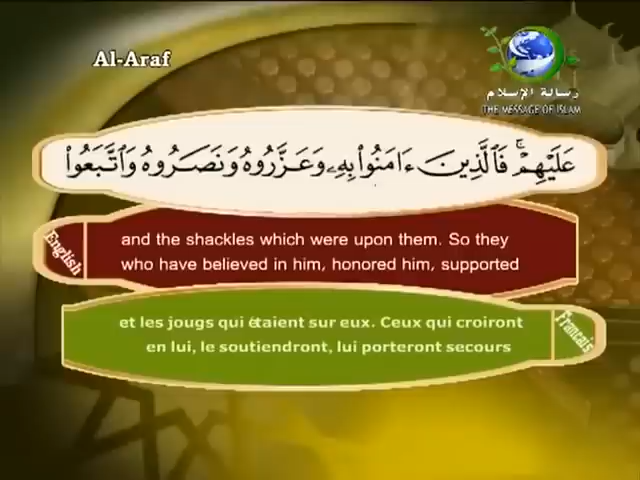 Al-Araf
رسالة الإسلام
THE MESSAGE OF ISLAM
عَلَيْهِمْ ۚ فَالَّذِينَ ءَامَنُوا۟ بِهِۦ وَعَزَّرُوهُ وَنَصَرُوهُ وَاتَّبَعُوا۟
English
and the shackles which were upon them. So they
who have believed in him, honored him, supported
et les jougs qui étaient sur eux. Ceux qui croiront
en lui, le soutiendront, lui porteront secours
Francais